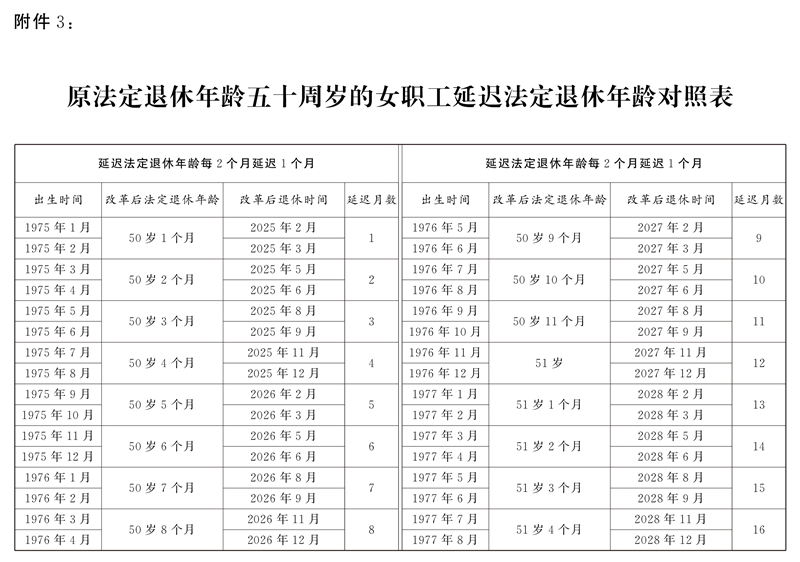 附件 3：
原法定退休年龄五十周岁的女职工延迟法定退休年龄对照表
延迟法定退休年龄每 2 个月延迟 1 个月 延迟法定退休年龄每 2 个月延迟 1 个月
出生时间 改革后法定退休年龄 改革后退休时间 延迟月数 出生时间 改革后法定退休年龄 改革后退休时间 延迟月数
1975 年 1 月 50 岁 1 个月 2025 年 2 月 1 1976 年 5 月 50 岁 9 个月 2027 年 2 月 9
1975 年 2 月 2025 年 3 月 1976 年 6 月 2027 年 3 月
1975 年 3 月 50 岁 2 个月 2025 年 5 月 2 1976 年 7 月 50 岁 10 个月 2027 年 5 月 10
1975 年 4 月 2025 年 6 月 1976 年 8 月 2027 年 6 月
1975 年 5 月 50 岁 3 个月 2025 年 8 月 3 1976 年 9 月 50 岁 11 个月 2027 年 8 月 11
1975 年 6 月 2025 年 9 月 1976 年 10 月 2027 年 9 月
1975 年 7 月 50 岁 4 个月 2025 年 11 月 4 1976 年 11 月 51 岁 2027 年 11 月 12
1975 年 8 月 2025 年 12 月 1976 年 12 月 2027 年 12 月
1975 年 9 月 50 岁 5 个月 2026 年 2 月 5 1977 年 1 月 51 岁 1 个月 2028 年 2 月 13
1975 年 10 月 2026 年 3 月 1977 年 2 月 2028 年 3 月
1975 年 11 月 50 岁 6 个月 2026 年 5 月 6 1977 年 3 月 51 岁 2 个月 2028 年 5 月 14
1975 年 12 月 2026 年 6 月 1977 年 4 月 2028 年 6 月
1976 年 1 月 50 岁 7 个月 2026 年 8 月 7 1977 年 5 月 51 岁 3 个月 2028 年 8 月 15
1976 年 2 月 2026 年 9 月 1977 年 6 月 2028 年 9 月
1976 年 3 月 50 岁 8 个月 2026 年 11 月 8 1977 年 7 月 51 岁 4 个月 2028 年 11 月 16
1976 年 4 月 2026 年 12 月 1977 年 8 月 2028 年 12 月